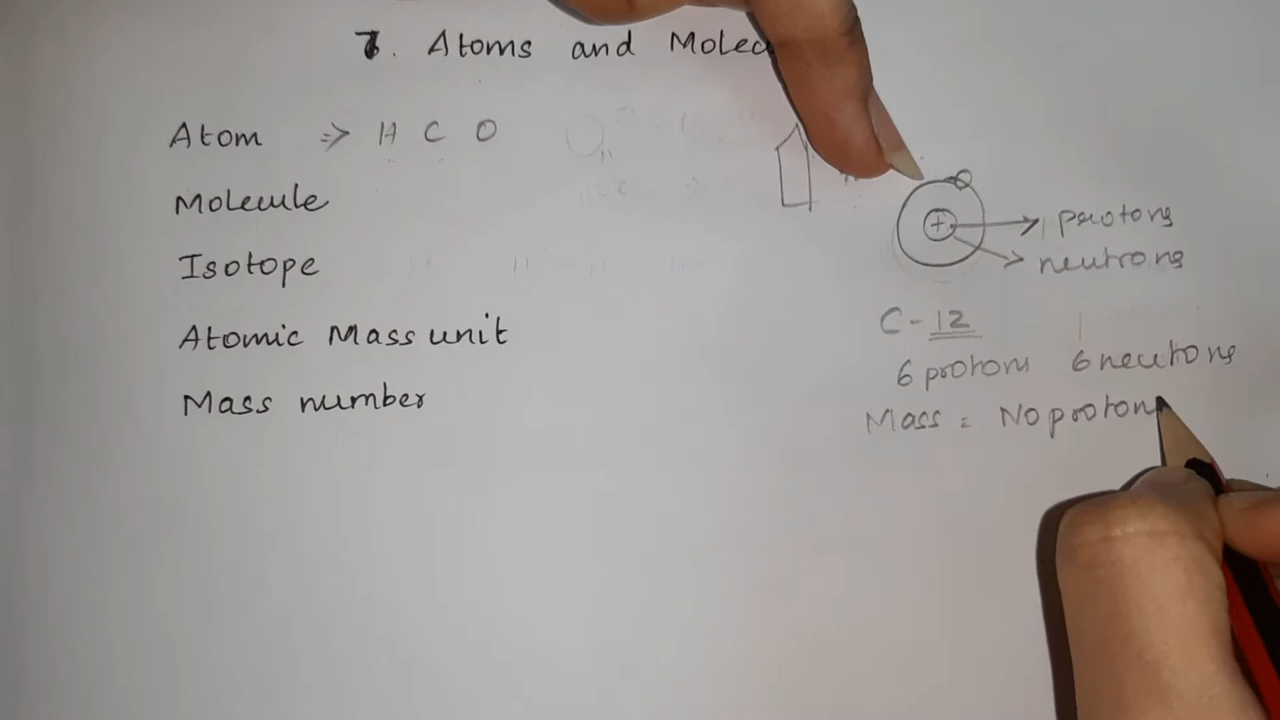 7. Atoms and Molec
Atom => H C O
Molecule
Isotope
Atomic Mass unit
Mass number
+
protons
neutrons
C-12
6 protons 6 neutrons
Mass = No proton